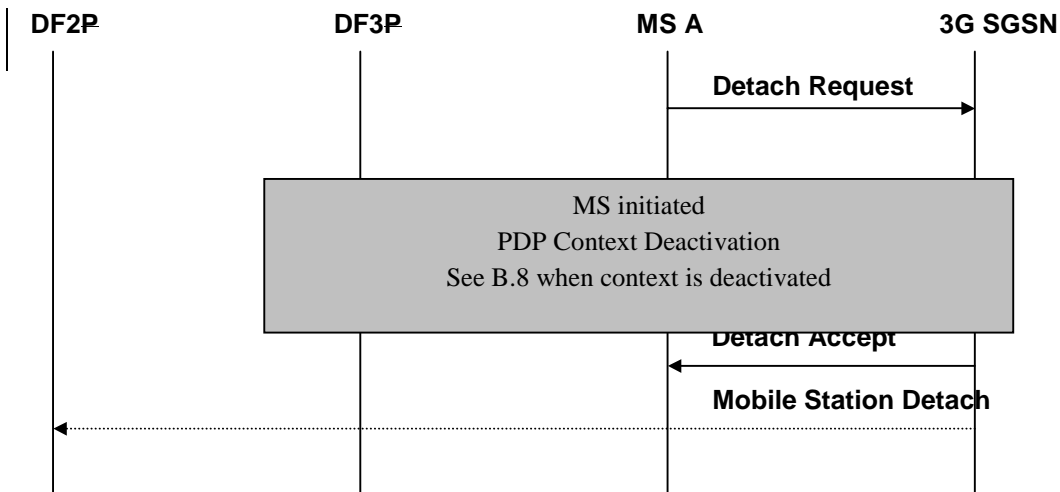 DF2P DF3P MS A 3G SGSN
Detach Request
MS initiated
PDP Context Deactivation
See B.8 when context is deactivated
Detach Accept
Mobile Station Detach